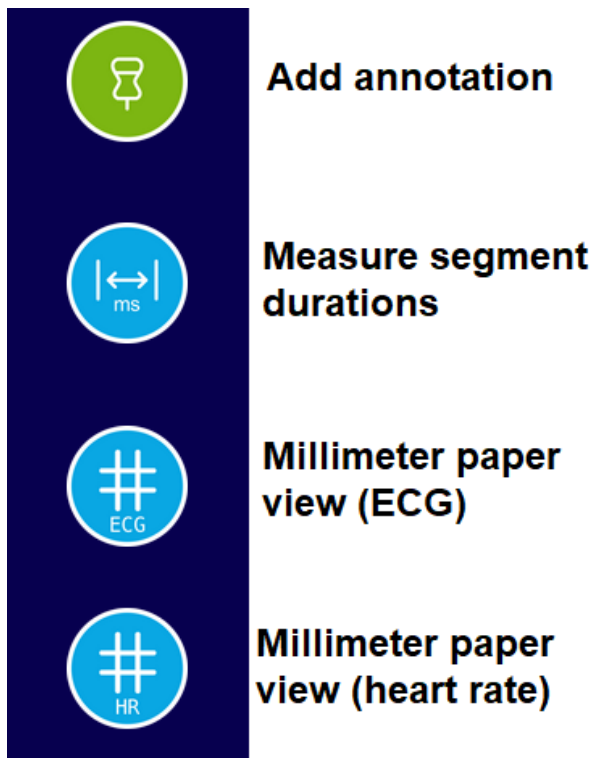 Add annotation
ms
Measure segment
durations
ECG
Millimeter paper
view (ECG)
HR
Millimeter paper
view (heart rate)